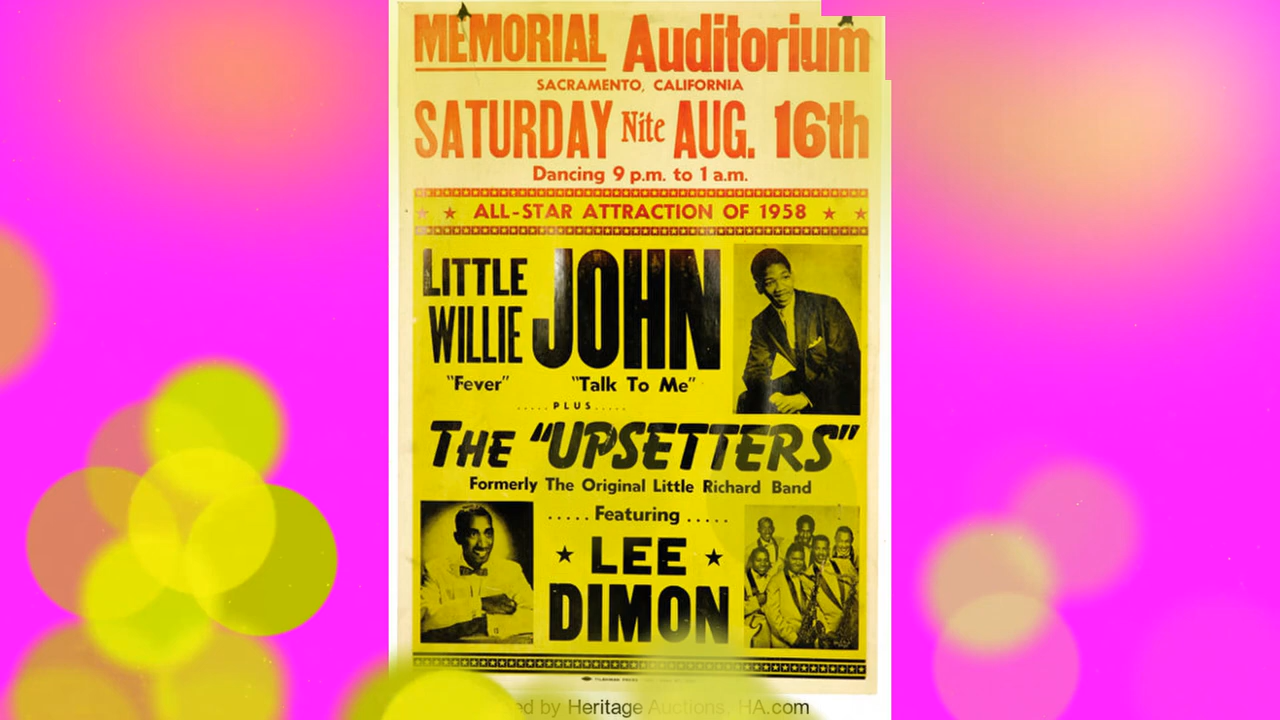 MEMORIAL Auditorium
SACRAMENTO, CALIFORNIA
SATURDAY Nite AUG. 16th
Dancing 9 p.m. to 1 a.m.
ALL-STAR ATTRACTION OF 1958
LITTLE WILLIE JOHN
"Fever" "Talk To Me"
.....PLUS.....
THE "UPSETTERS"
Formerly The Original Little Richard Band
.....Featuring.....
LEE
DIMON
by Heritage Auctions, HA.com